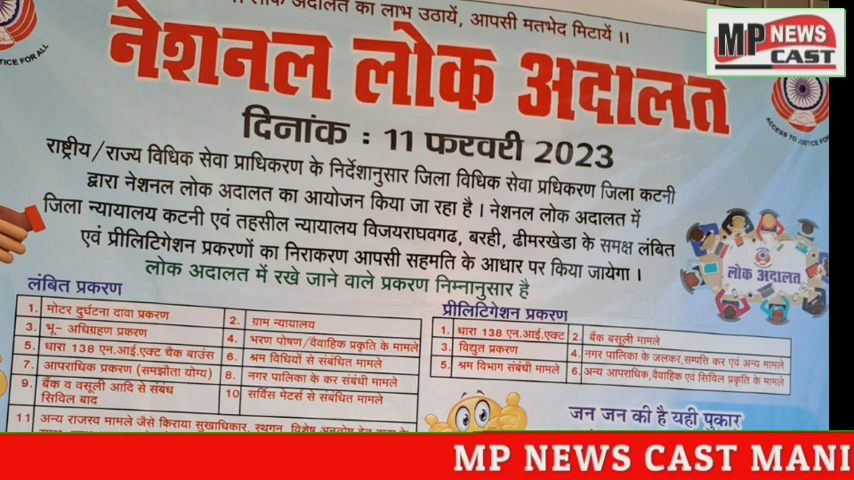 लोक अदालत का लाभ उठायें, आपसी मतभेद मिटायें ।।
MP NEWS
CAST
नेशनल लोक अदालत
दिनांक : 11 फरवरी 2023
राष्ट्रीय/राज्य विधिक सेवा प्राधिकरण के निर्देशानुसार जिला विधिक सेवा प्रधिकरण जिला कटनी
द्वारा नेशनल लोक अदालत का आयोजन किया जा रहा है । नेशनल लोक अदालत में
जिला न्यायालय कटनी एवं तहसील न्यायालय विजयराघवगढ, बरही, ढीमरखेडा के समक्ष लंबित
एवं प्रीलिटिगेशन प्रकरणों का निराकरण आपसी सहमति के आधार पर किया जायेगा ।
लोक अदालत में रखे जाने वाले प्रकरण निम्नानुसार है
लोक अदालत
लंबित प्रकरण
1. मोटर दुर्घटना दावा प्रकरण
2. ग्राम न्यायालय
3. भू- अधिग्रहण प्रकरण
4. भरण पोषण/वैवाहिक प्रकृति के मामले
5. धारा 138 एन.आई.एक्ट चैक बाउंस
6. श्रम विधियों से संबंधित मामले
7. आपराधिक प्रकरण (समझौता योग्य)
8. नगर पालिका के कर संबंधी मामले
9. बैंक व वसूली आदि से संबंध
सिविल बाद
10 सर्विस मेटर्स से संबंधित मामले
11 अन्य राजस्व मामले जैसे किराया सुखाधिकार, स्थगन, विशेष
प्रीलिटिगेशन प्रकरण
1. धारा 138 एन.आई.एक्ट
2. बैंक बसूली मामले
3. विद्युत प्रकरण
4. नगर पालिका के जलकर,सम्पत्ति कर एवं अन्य मामले
5. श्रम विभाग संबंधी मामले
6. अन्य आपराधिक,वैवाहिक एवं सिविल प्रकृति के मामले
जन जन की है यही पुकार
MP NEWS CAST MANI